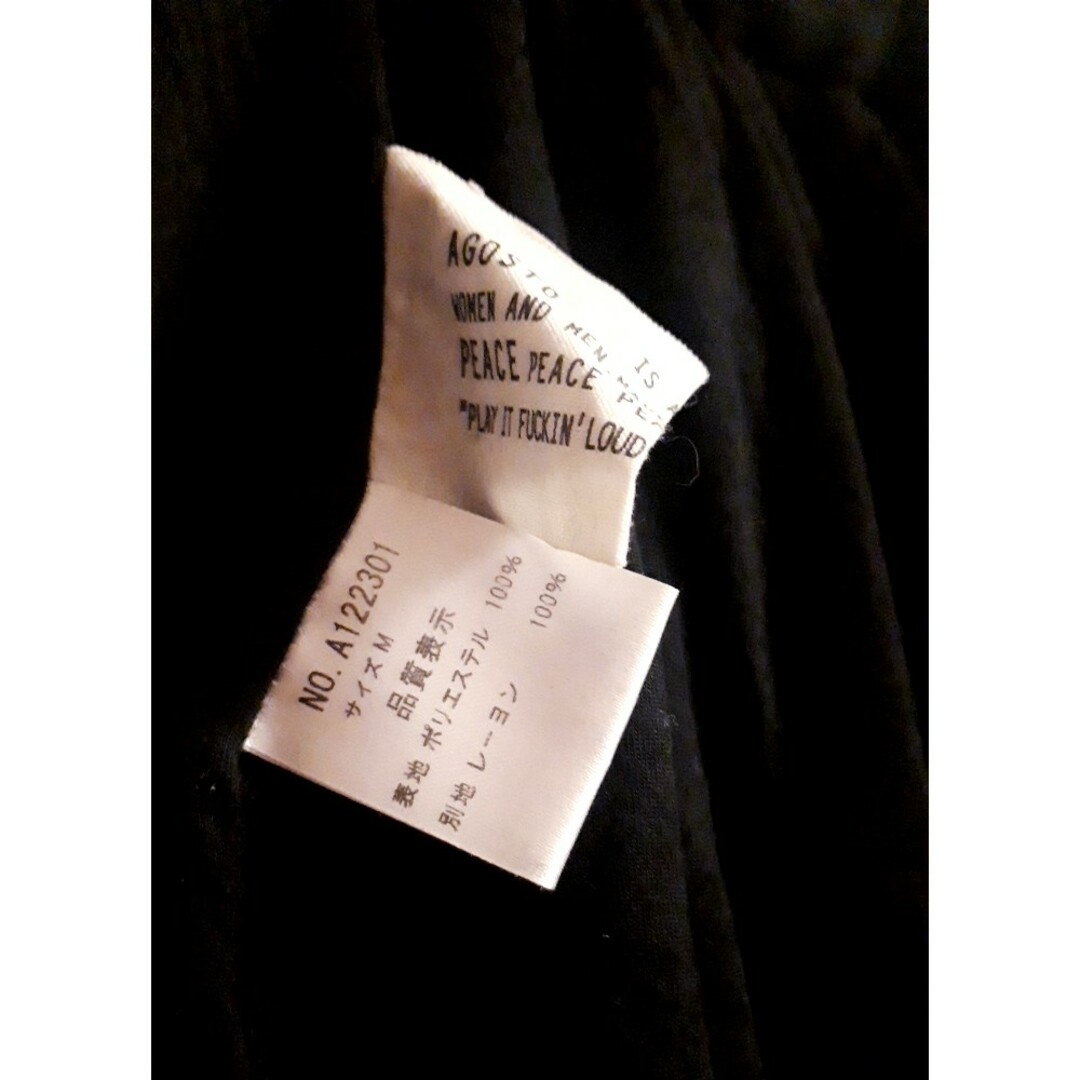 AGOSTO
WOMEN AND MEN. IS
PEACE PEACE
"PLAY IT FUCKIN' LOUD
NO. A122301
サイズ M
品質表示
表地 ポリエステル 100%
別地 レーヨン 100%